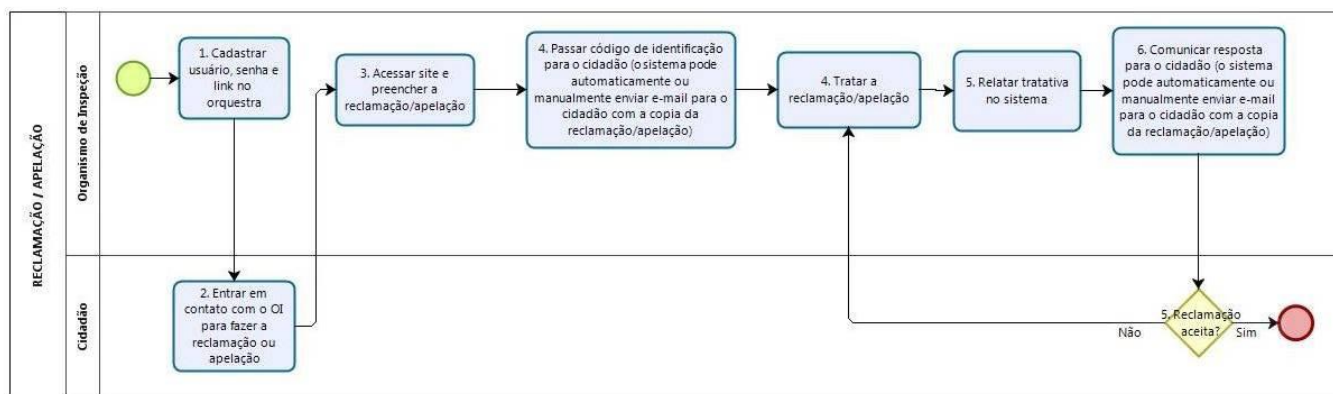 RECLAMAÇÃO / APELAÇÃO
Organismo de Inspeção
1. Cadastrar
usuário, senha e
link no
orquestra
3. Acessar site e
preencher a
reclamação/apelação
4. Passar código de identificação
para o cidadão (o sistema pode
automaticamente ou
manualmente enviar e-mail para o
cidadão com a copia da
reclamação/apelação)
4. Tratar a
reclamação/apelação
5. Relatar tratativa
no sistema
6. Comunicar resposta
para o cidadão (o sistema
pode automaticamente ou
manualmente enviar e-mail
para o cidadão com a copia
da reclamação/apelação)
Cidadão
2. Entrar em
contato com o OI
para fazer a
reclamação ou
apelação
5. Reclamação
aceita?
Não
Sim